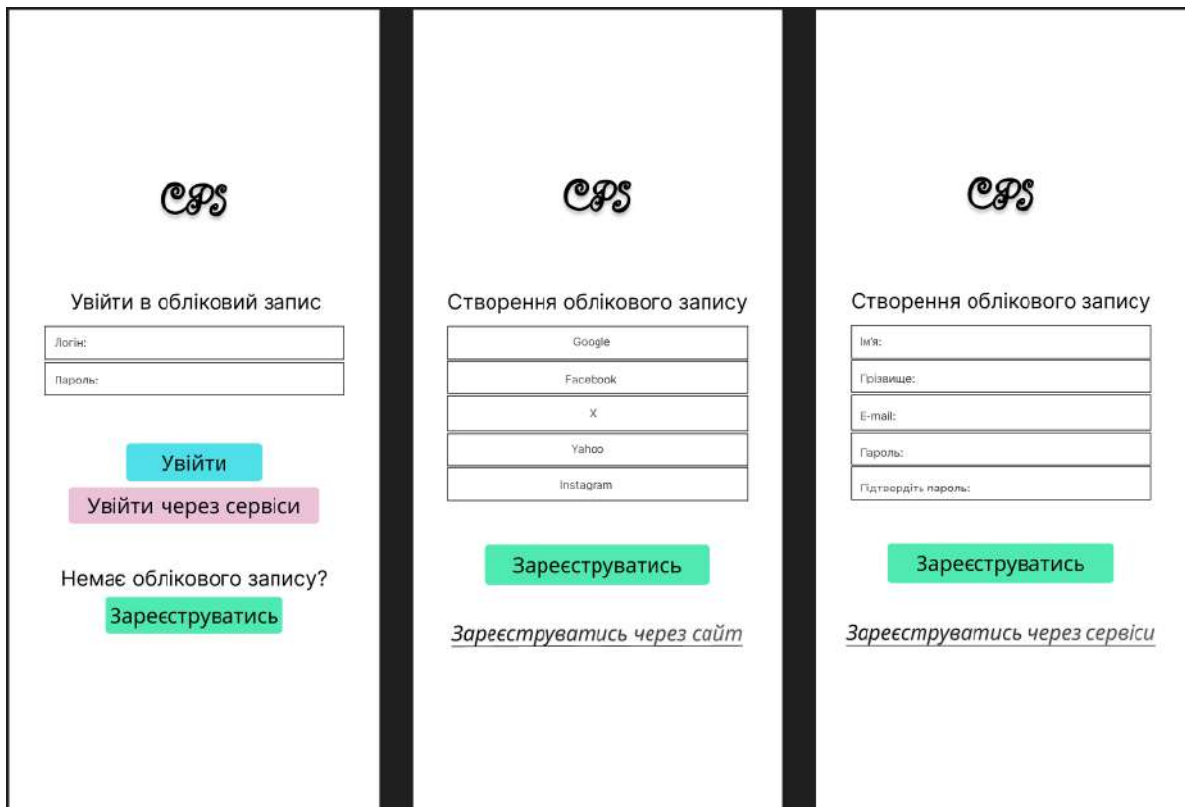 CPS
Увійти в обліковий запис
Логін:
Пароль:
Увійти
Увійти через сервіси
Немає облікового запису?
Зареєструватись
CPS
Створення облікового запису
Google
Facebook
X
Yahoo
Instagram
Зареєструватись
Зареєструватись через сайт
CPS
Створення облікового запису
Ім'я:
Прізвище:
E-mail:
Пароль:
Підтвордіть пароль:
Зареєструватись
Зареєструватись через сервіси